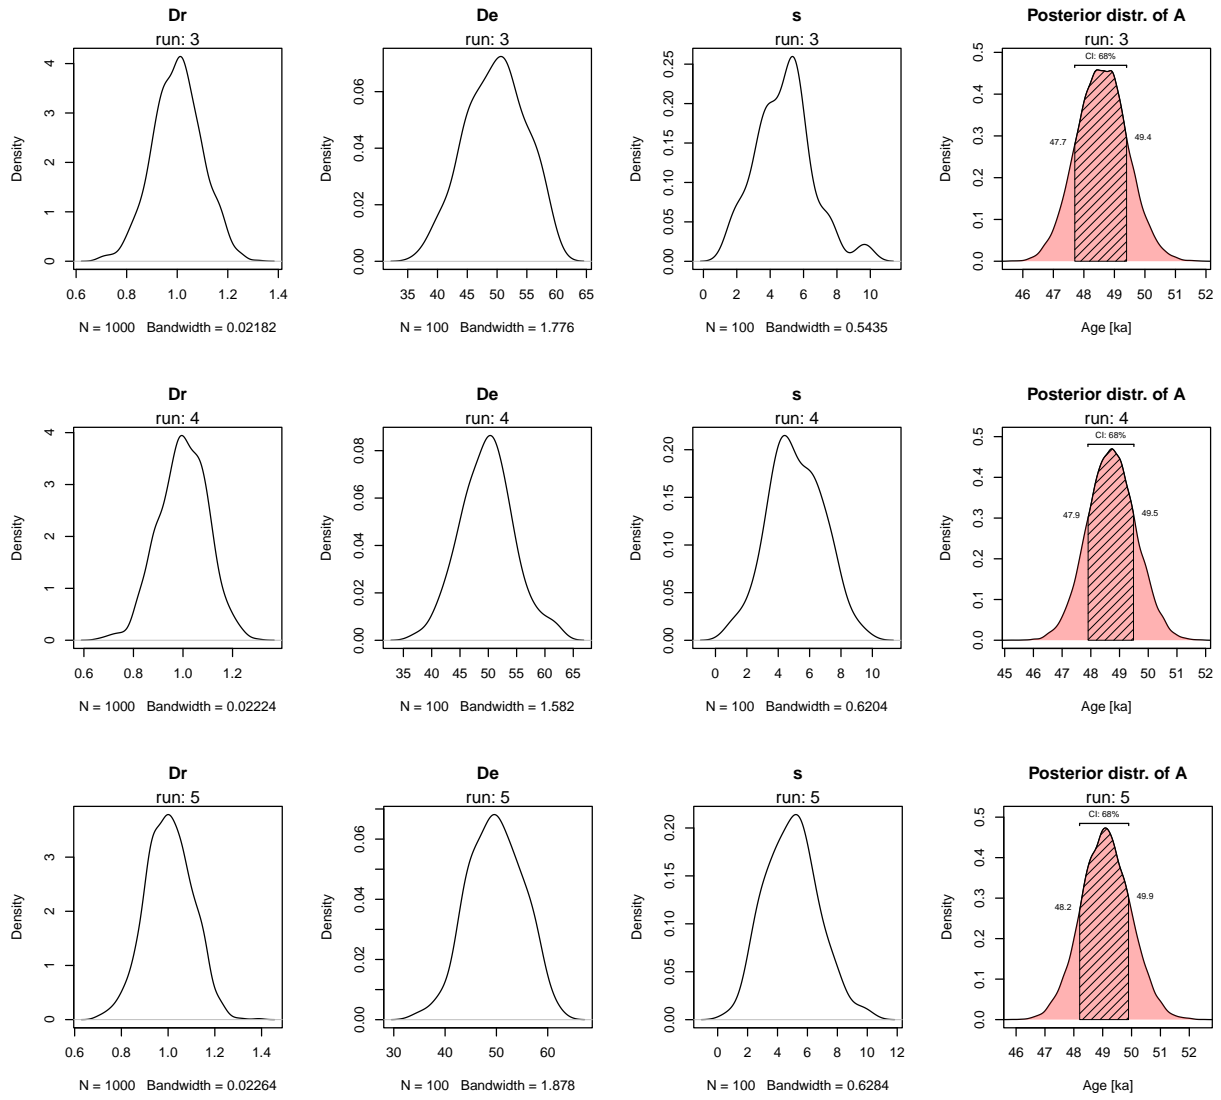 Dr
run: 3
Density
0 1 2 3 4
0.6 0.8 1.0 1.2 1.4
N = 1000 Bandwidth = 0.02182
De
run: 3
Density
0.00 0.02 0.04 0.06
35 40 45 50 55 60 65
N = 100 Bandwidth = 1.776
s
run: 3
Density
0.00 0.05 0.10 0.15 0.20 0.25
0 2 4 6 8 10
N = 100 Bandwidth = 0.5435
Posterior distr. of A
run: 3
CI: 68%
47.7
49.4
Density
0.0 0.1 0.2 0.3 0.4 0.5
46 47 48 49 50 51 52
Age [ka]
Dr
run: 4
Density
0 1 2 3 4
0.6 0.8 1.0 1.2
N = 1000 Bandwidth = 0.02224
De
run: 4
Density
0.00 0.02 0.04 0.06 0.08
35 40 45 50 55 60 65
N = 100 Bandwidth = 1.582
s
run: 4
Density
0.00 0.05 0.10 0.15 0.20
0 2 4 6 8 10
N = 100 Bandwidth = 0.6204
Posterior distr. of A
run: 4
CI: 68%
47.9
49.5
Density
0.0 0.1 0.2 0.3 0.4 0.5
45 46 47 48 49 50 51 52
Age [ka]
Dr
run: 5
Density
0 1 2 3
0.6 0.8 1.0 1.2 1.4
N = 1000 Bandwidth = 0.02264
De
run: 5
Density
0.00 0.02 0.04 0.06
30 40 50 60
N = 100 Bandwidth = 1.878
s
run: 5
Density
0.00 0.05 0.10 0.15 0.20
0 2 4 6 8 10 12
N = 100 Bandwidth = 0.6284
Posterior distr. of A
run: 5
CI: 68%
48.2
49.9
Density
0.0 0.1 0.2 0.3 0.4 0.5
46 47 48 49 50 51 52
Age [ka]